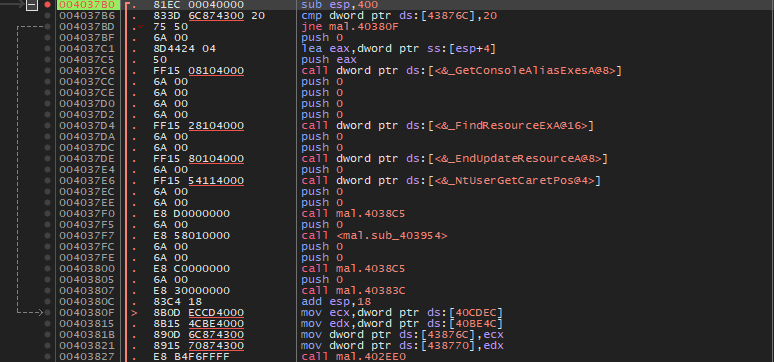 004037B0 . 81EC 00040000 sub esp,400
004037B6 . 833D 6C874300 20 cmp dword ptr ds:[43876C],20
004037BD . 75 50 jne mal.40380F
004037BF . 6A 00 push 0
004037C1 . 8D4424 04 lea eax,dword ptr ss:[esp+4]
004037C5 . 50 push eax
004037C6 . FF15 08104000 call dword ptr ds:[<&_GetConsoleAliasExesA@8>]
004037CC . 6A 00 push 0
004037CE . 6A 00 push 0
004037D0 . 6A 00 push 0
004037D2 . 6A 00 push 0
004037D4 . FF15 28104000 call dword ptr ds:[<&_FindResourceExA@16>]
004037DA . 6A 00 push 0
004037DC . 6A 00 push 0
004037DE . FF15 80104000 call dword ptr ds:[<&_EndUpdateResourceA@8>]
004037E4 . 6A 00 push 0
004037E6 . FF15 54114000 call dword ptr ds:[<&_NtUserGetCaretPos@4>]
004037EC . 6A 00 push 0
004037EE . 6A 00 push 0
004037F0 . E8 D0000000 call mal.4038C5
004037F5 . 6A 00 push 0
004037F7 . E8 58010000 call <mal.sub_403954>
004037FC . 6A 00 push 0
004037FE . 6A 00 push 0
00403800 . E8 C0000000 call mal.4038C5
00403805 . 6A 00 push 0
00403807 . E8 30000000 call mal.40383C
0040380C . 83C4 18 add esp,18
0040380F > 8B0D ECCD4000 mov ecx,dword ptr ds:[40CDEC]
00403815 . 8B15 4CBE4000 mov edx,dword ptr ds:[40BE4C]
0040381B . 890D 6C874300 mov dword ptr ds:[43876C],ecx
00403821 . 8915 70874300 mov dword ptr ds:[438770],edx
00403827 . E8 B4F6FFFF call mal.402EE0